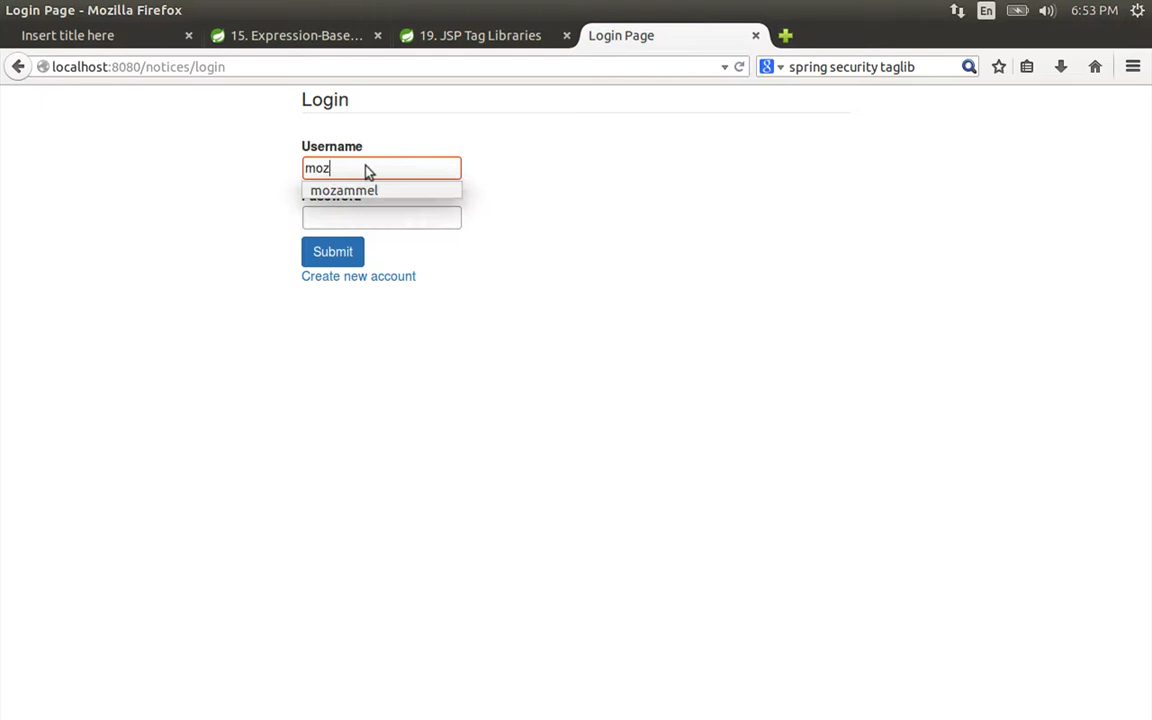 Login Page - Mozilla Firefox
En
6:53 PM
Insert title here
15. Expression-Base...
19. JSP Tag Libraries
Login Page
localhost:8080/notices/login
spring security taglib
Login
Username
moz
mozammel
Password
Submit
Create new account